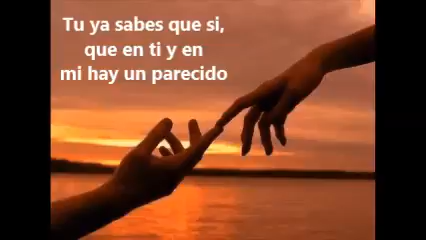 Tu ya sabes que si,
que en ti y en
mi hay un parecido